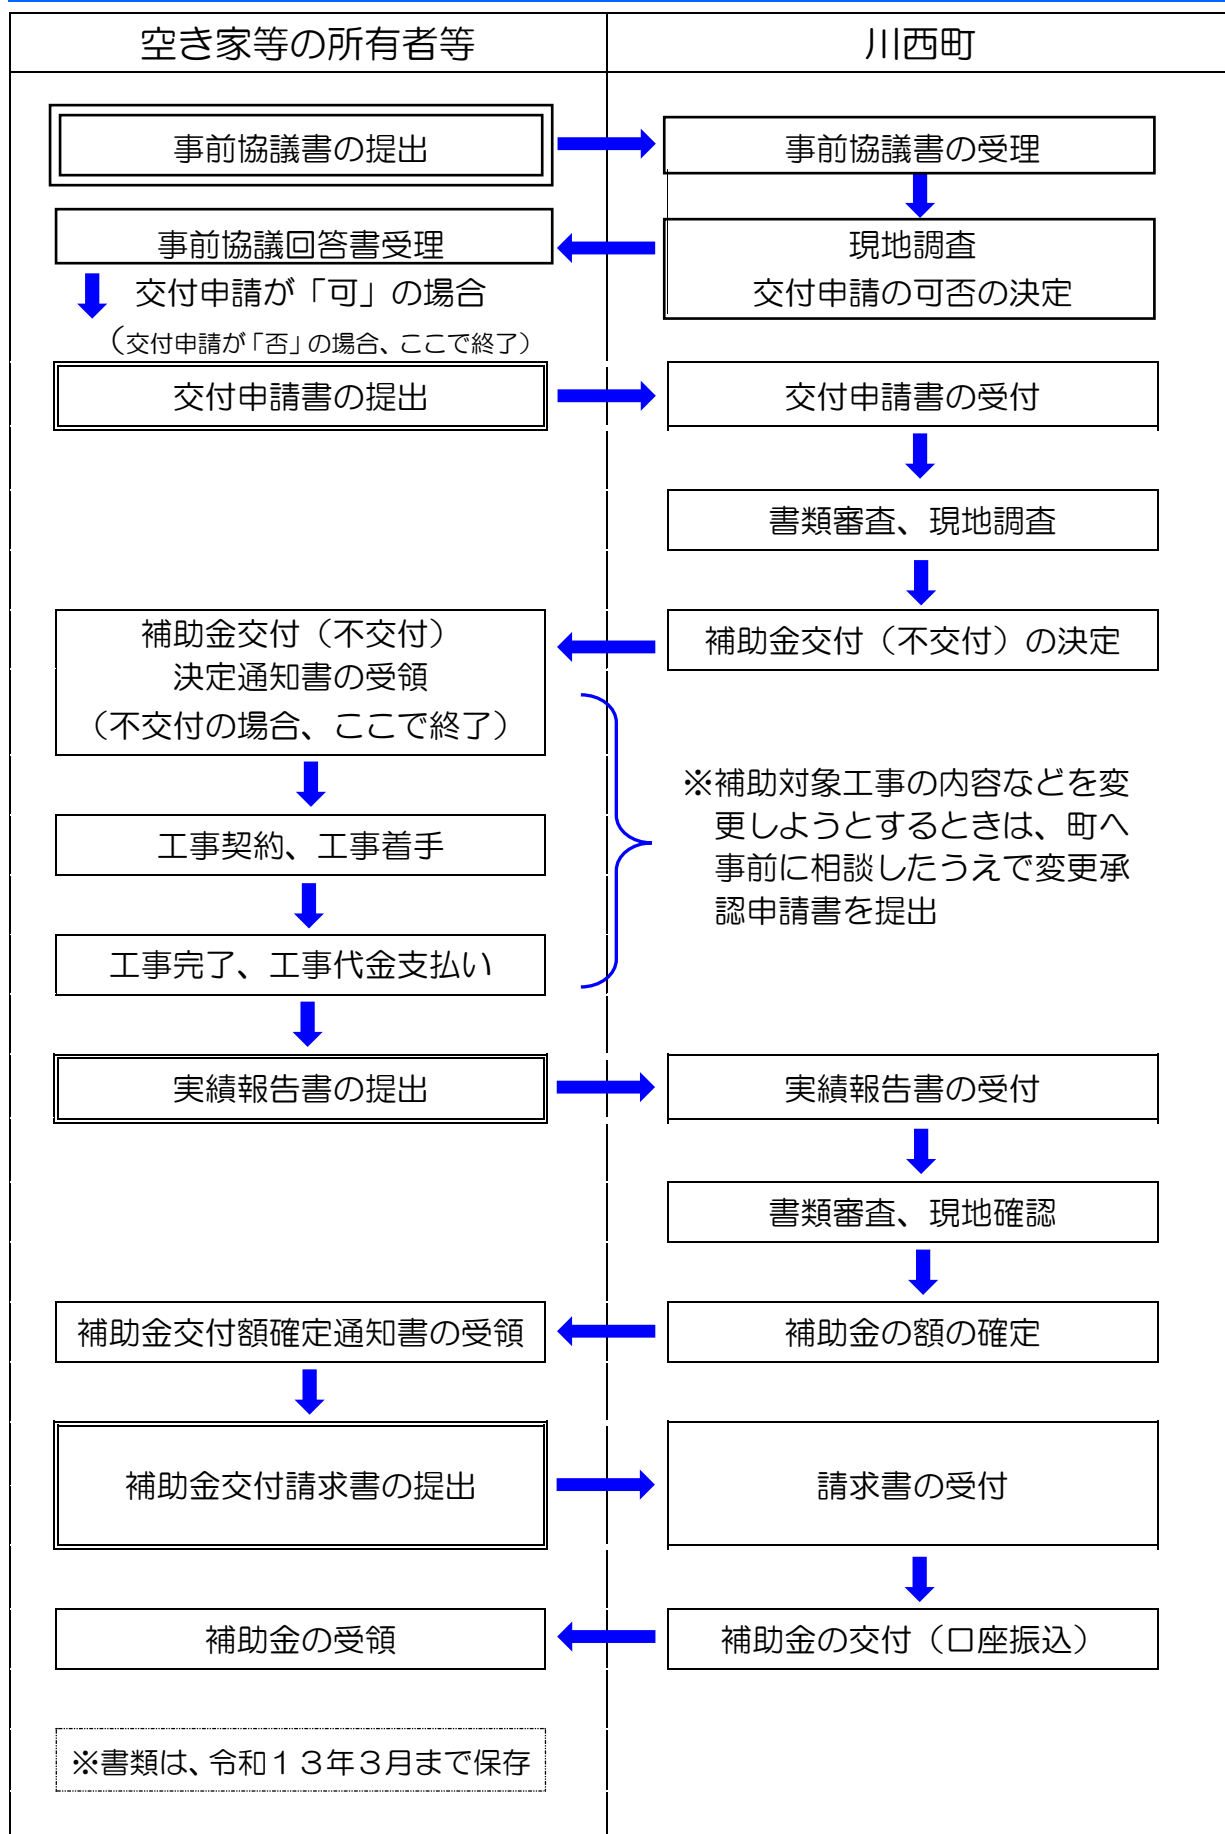 空き家等の所有者等
川西町
事前協議書の提出
事前協議書の受理
事前協議回答書受理
現地調査
交付申請の可否の決定
交付申請が「可」の場合
（交付申請が「否」の場合、ここで終了）
交付申請書の提出
交付申請書の受付
書類審査、現地調査
補助金交付（不交付）
決定通知書の受領
（不交付の場合、ここで終了）
補助金交付（不交付）の決定
工事契約、工事着手
※補助対象工事の内容などを変
更しようとするときは、町へ
事前に相談したうえで変更承
認申請書を提出
工事完了、工事代金支払い
実績報告書の提出
実績報告書の受付
書類審査、現地確認
補助金交付額確定通知書の受領
補助金の額の確定
補助金交付請求書の提出
請求書の受付
補助金の受領
補助金の交付（口座振込）
※書類は、令和１３年３月まで保存